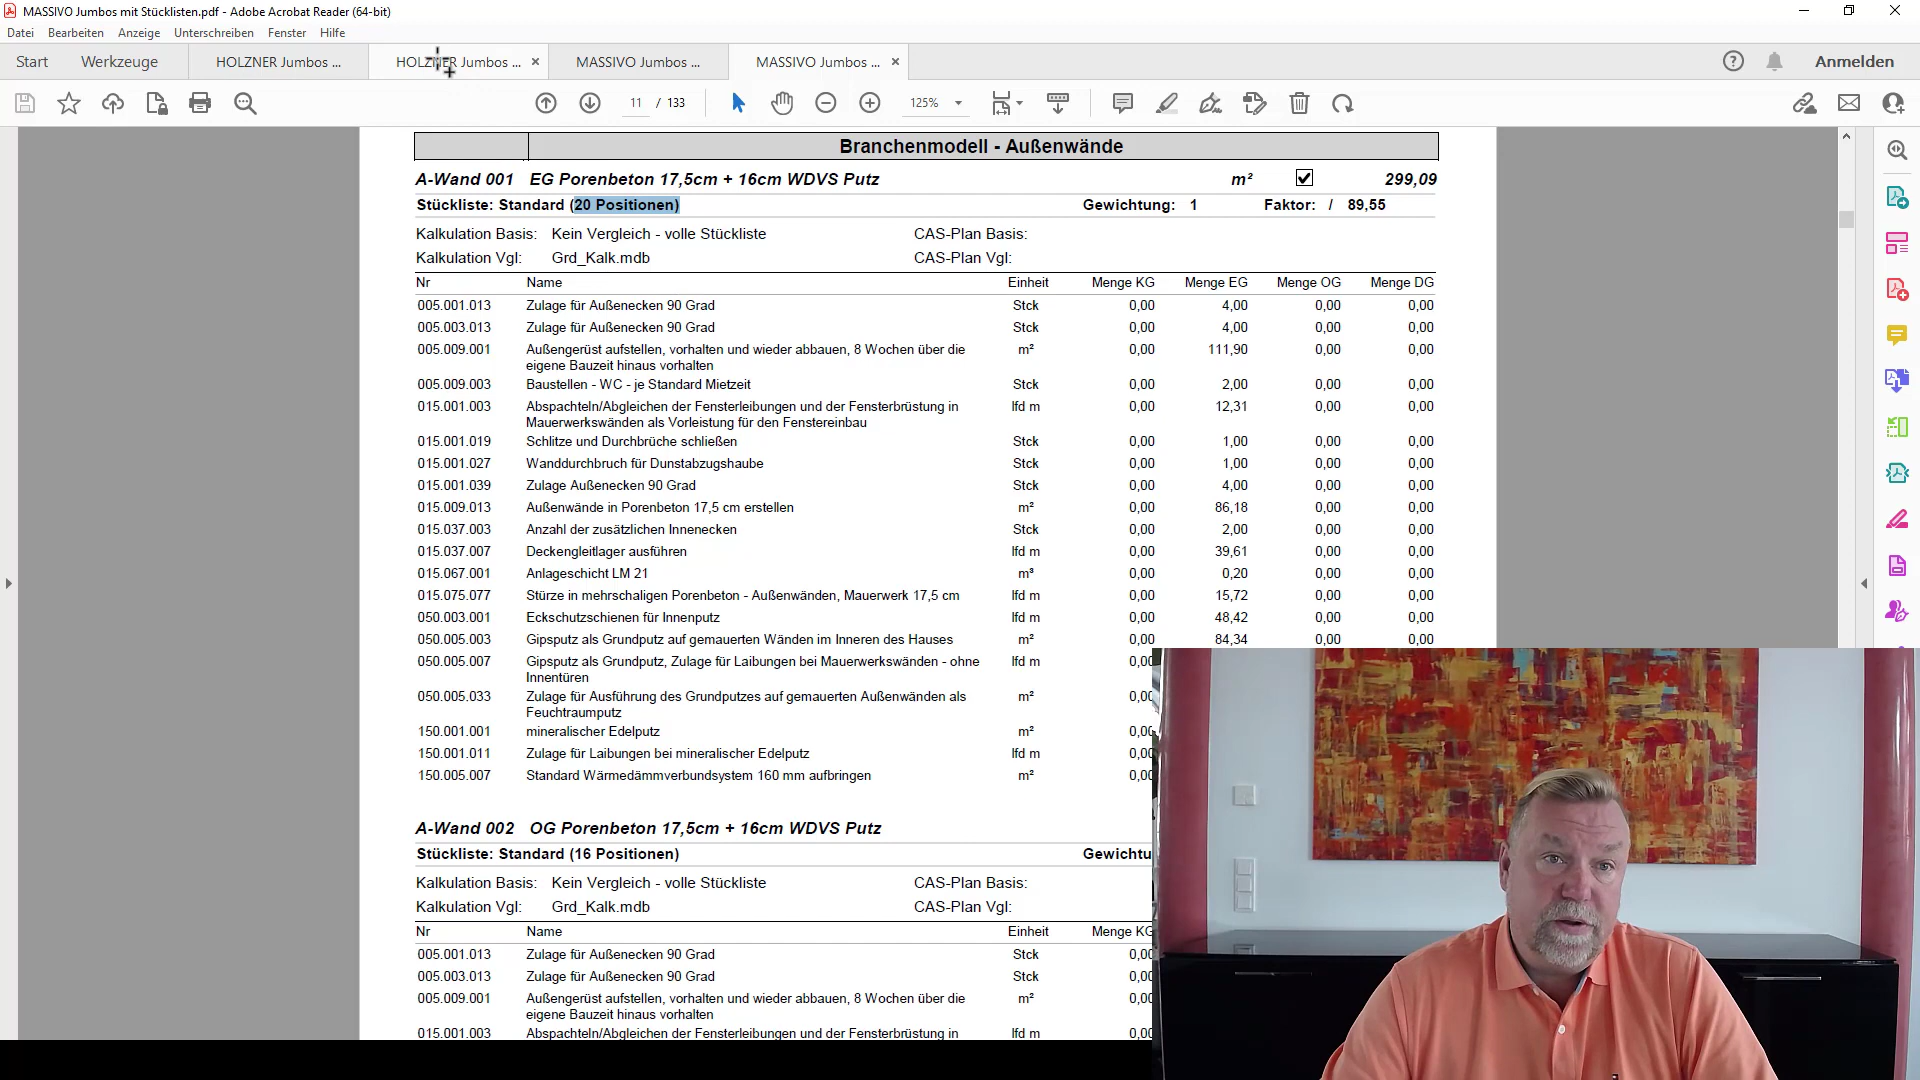 MASSIVO Jumbos mit Stücklisten.pdf - Adobe Acrobat Reader (64-bit)
Datei Bearbeiten Anzeige Unterschreiben Fenster Hilfe
Start Werkzeuge HOLZNER Jumbos ... HOLZNER Jumbos ... MASSIVO Jumbos ... MASSIVO Jumbos ... Anmelden
11 / 133 125%
Branchenmodell - Außenwände
A-Wand 001 EG Porenbeton 17,5cm + 16cm WDVS Putz m² 299,09
Stückliste: Standard (20 Positionen) Gewichtung: 1 Faktor: / 89,55
Kalkulation Basis: Kein Vergleich - volle Stückliste CAS-Plan Basis:
Kalkulation Vgl: Grd_Kalk.mdb CAS-Plan Vgl:
Nr Name Einheit Menge KG Menge EG Menge OG Menge DG
005.001.013 Zulage für Außenecken 90 Grad Stck 0,00 4,00 0,00 0,00
005.003.013 Zulage für Außenecken 90 Grad Stck 0,00 4,00 0,00 0,00
005.009.001 Außengerüst aufstellen, vorhalten und wieder abbauen, 8 Wochen über die m² 0,00 111,90 0,00 0,00
eigene Bauzeit hinaus vorhalten
005.009.003 Baustellen - WC - je Standard Mietzeit Stck 0,00 2,00 0,00 0,00
015.001.003 Abspachteln/Abgleichen der Fensterleibungen und der Fensterbrüstung in lfd m 0,00 12,31 0,00 0,00
Mauerwerkswänden als Vorleistung für den Fenstereinbau
015.001.019 Schlitze und Durchbrüche schließen Stck 0,00 1,00 0,00 0,00
015.001.027 Wanddurchbruch für Dunstabzugshaube Stck 0,00 1,00 0,00 0,00
015.001.039 Zulage Außenecken 90 Grad Stck 0,00 4,00 0,00 0,00
015.009.013 Außenwände in Porenbeton 17,5 cm erstellen m² 0,00 86,18 0,00 0,00
015.037.003 Anzahl der zusätzlichen Innenecken Stck 0,00 2,00 0,00 0,00
015.037.007 Deckengleitlager ausführen lfd m 0,00 39,61 0,00 0,00
015.067.001 Anlageschicht LM 21 m³ 0,00 0,20 0,00 0,00
015.075.077 Stürze in mehrschaligen Porenbeton - Außenwänden, Mauerwerk 17,5 cm lfd m 0,00 15,72 0,00 0,00
050.003.001 Eckschutzschienen für Innenputz lfd m 0,00 48,42 0,00 0,00
050.005.003 Gipsputz als Grundputz auf gemauerten Wänden im Inneren des Hauses m² 0,00 84,34 0,00 0,00
050.005.007 Gipsputz als Grundputz, Zulage für Laibungen bei Mauerwerkswänden - ohne lfd m 0,00
Innentüren
050.005.033 Zulage für Ausführung des Grundputzes auf gemauerten Außenwänden als m² 0,00
Feuchtraumputz
150.001.001 mineralischer Edelputz m² 0,00
150.001.011 Zulage für Laibungen bei mineralischer Edelputz lfd m 0,00
150.005.007 Standard Wärmedämmverbundsystem 160 mm aufbringen m² 0,00
A-Wand 002 OG Porenbeton 17,5cm + 16cm WDVS Putz
Stückliste: Standard (16 Positionen) Gewichtu
Kalkulation Basis: Kein Vergleich - volle Stückliste CAS-Plan Basis:
Kalkulation Vgl: Grd_Kalk.mdb CAS-Plan Vgl:
Nr Name Einheit Menge KG
005.001.013 Zulage für Außenecken 90 Grad Stck 0,00
005.003.013 Zulage für Außenecken 90 Grad Stck 0,00
005.009.001 Außengerüst aufstellen, vorhalten und wieder abbauen, 8 Wochen über die m² 0,00
eigene Bauzeit hinaus vorhalten
015.001.003 Abspachteln/Abgleichen der Fensterleibungen und der Fensterbrüstung in lfd m 0,00